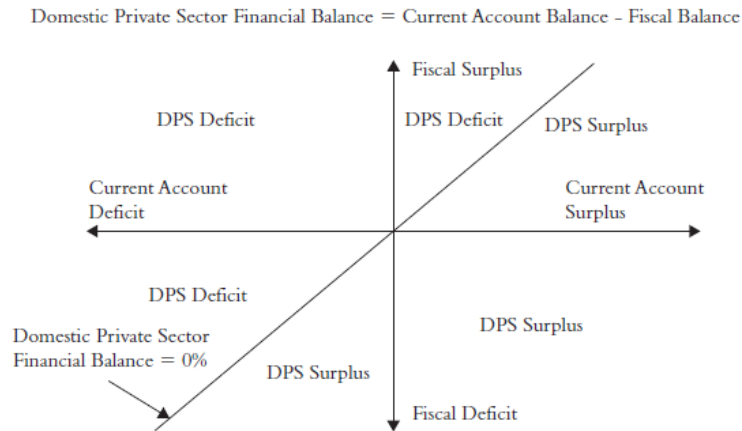 Domestic Private Sector Financial Balance = Current Account Balance - Fiscal Balance
Fiscal Surplus
DPS Deficit
DPS Deficit
DPS Surplus
Current Account
Deficit
Current Account
Surplus
DPS Deficit
DPS Surplus
Domestic Private Sector
Financial Balance = 0%
DPS Surplus
Fiscal Deficit